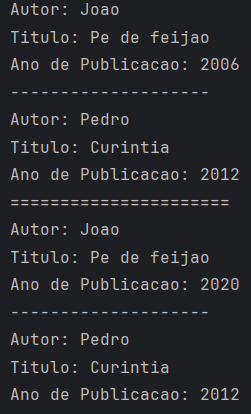 Autor: Joao
Titulo: Pe de feijao
Ano de Publicacao: 2006
--------------------
Autor: Pedro
Titulo: Curintia
Ano de Publicacao: 2012
======================
Autor: Joao
Titulo: Pe de feijao
Ano de Publicacao: 2020
--------------------
Autor: Pedro
Titulo: Curintia
Ano de Publicacao: 2012